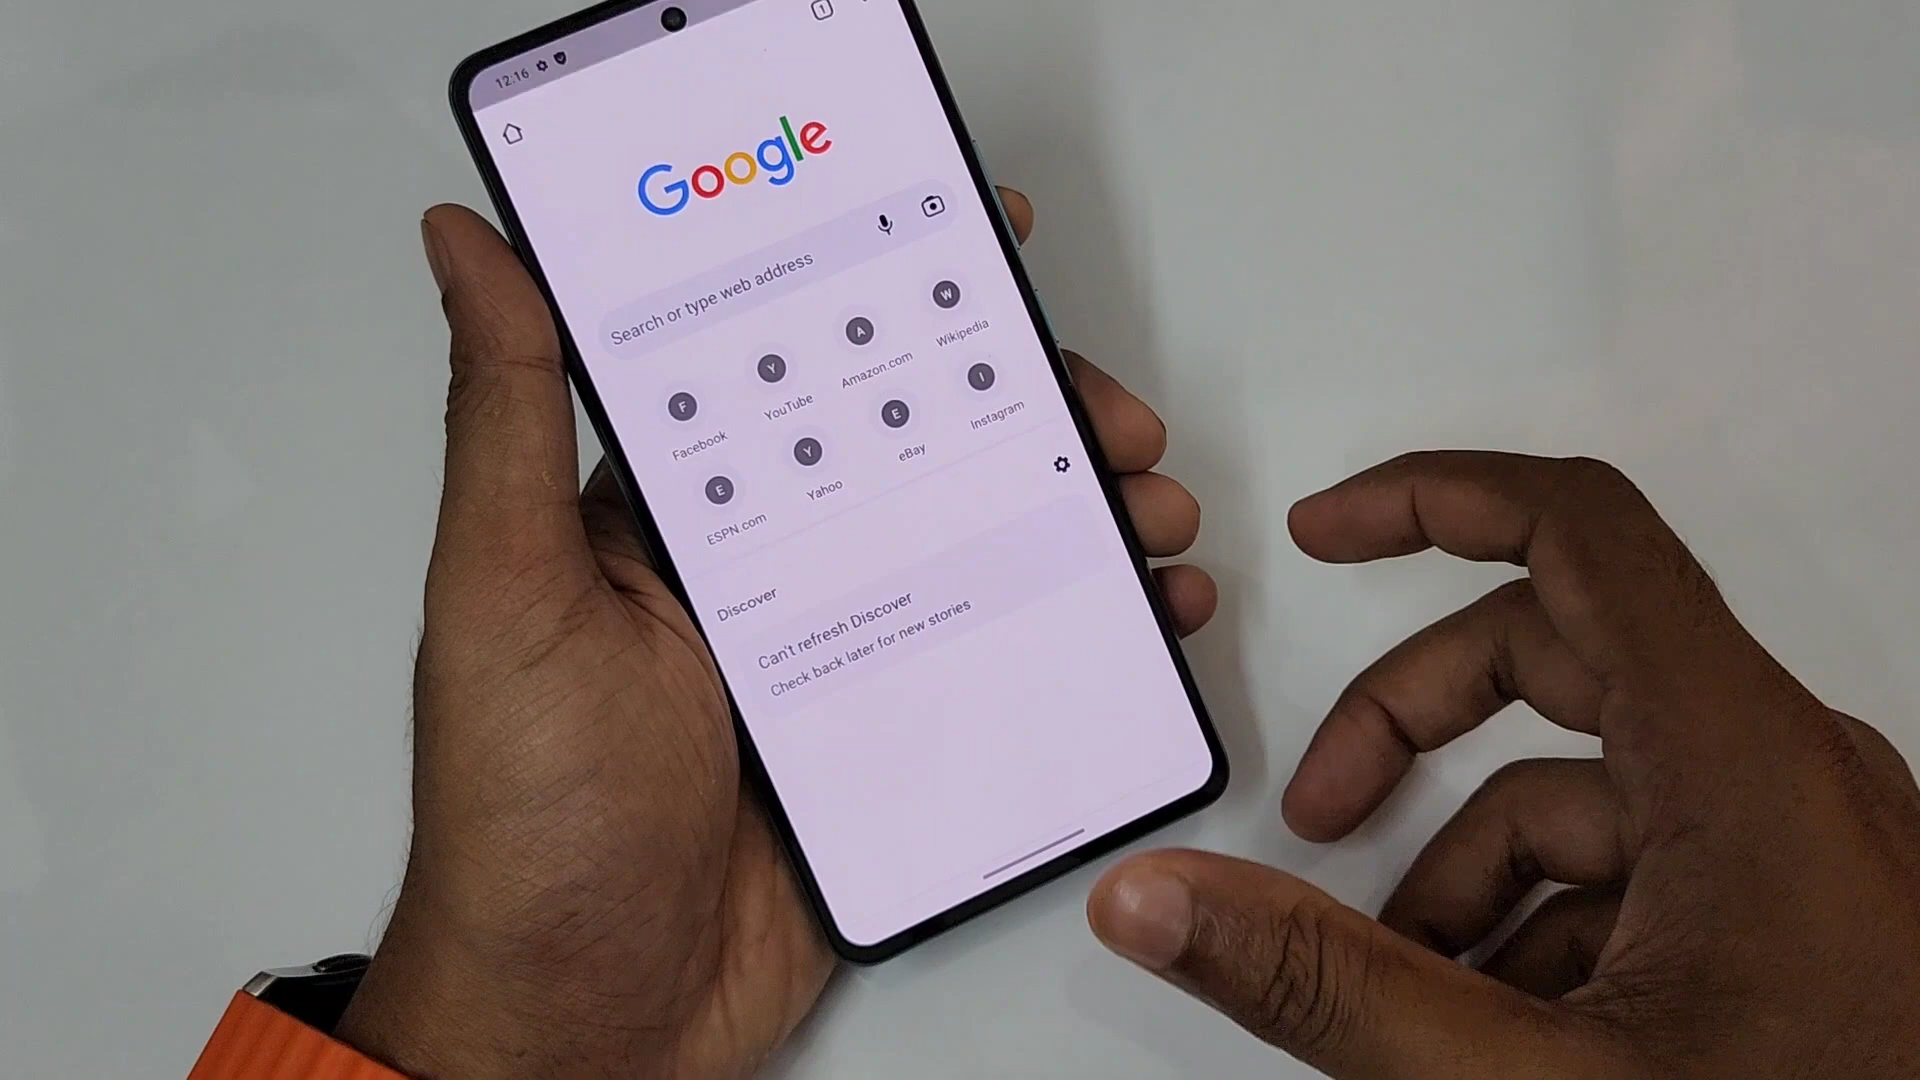 12:16
1
Google
Search or type web address
F
Facebook
Y
YouTube
A
Amazon.com
W
Wikipedia
E
ESPN.com
Y
Yahoo
E
eBay
I
Instagram
Discover
Can't refresh Discover
Check back later for new stories